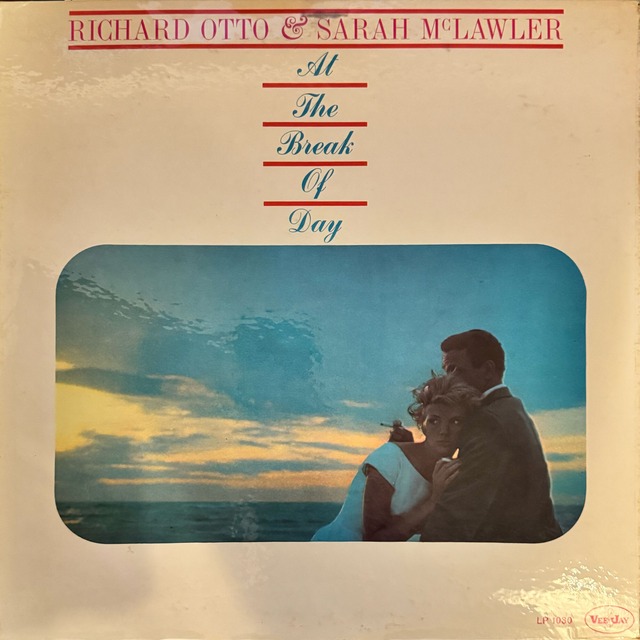 RICHARD OTTO & SARAH McLAWLER
At
The
Break
Of
Day
LP 1030 VEE-JAY